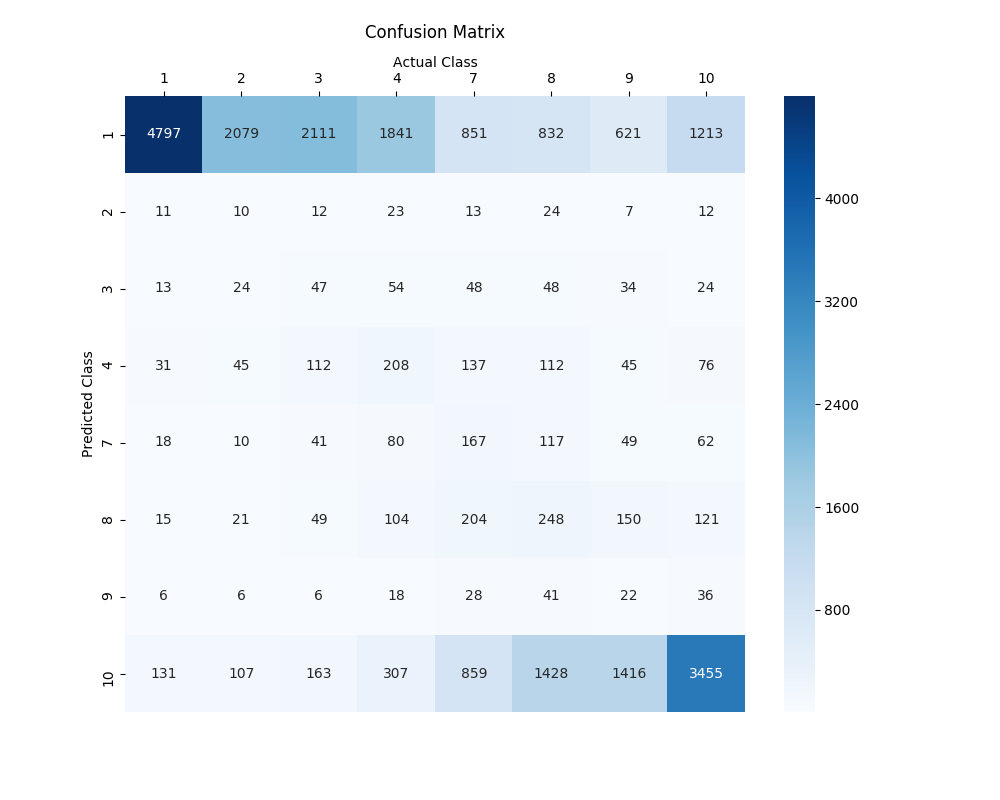 Confusion Matrix
Actual Class
1 2 3 4 7 8 9 10
1 4797 2079 2111 1841 851 832 621 1213
2 11 10 12 23 13 24 7 12
3 13 24 47 54 48 48 34 24
4 31 45 112 208 137 112 45 76
7 18 10 41 80 167 117 49 62
8 15 21 49 104 204 248 150 121
9 6 6 6 18 28 41 22 36
10 131 107 163 307 859 1428 1416 3455
Predicted Class
4000
3200
2400
1600
800